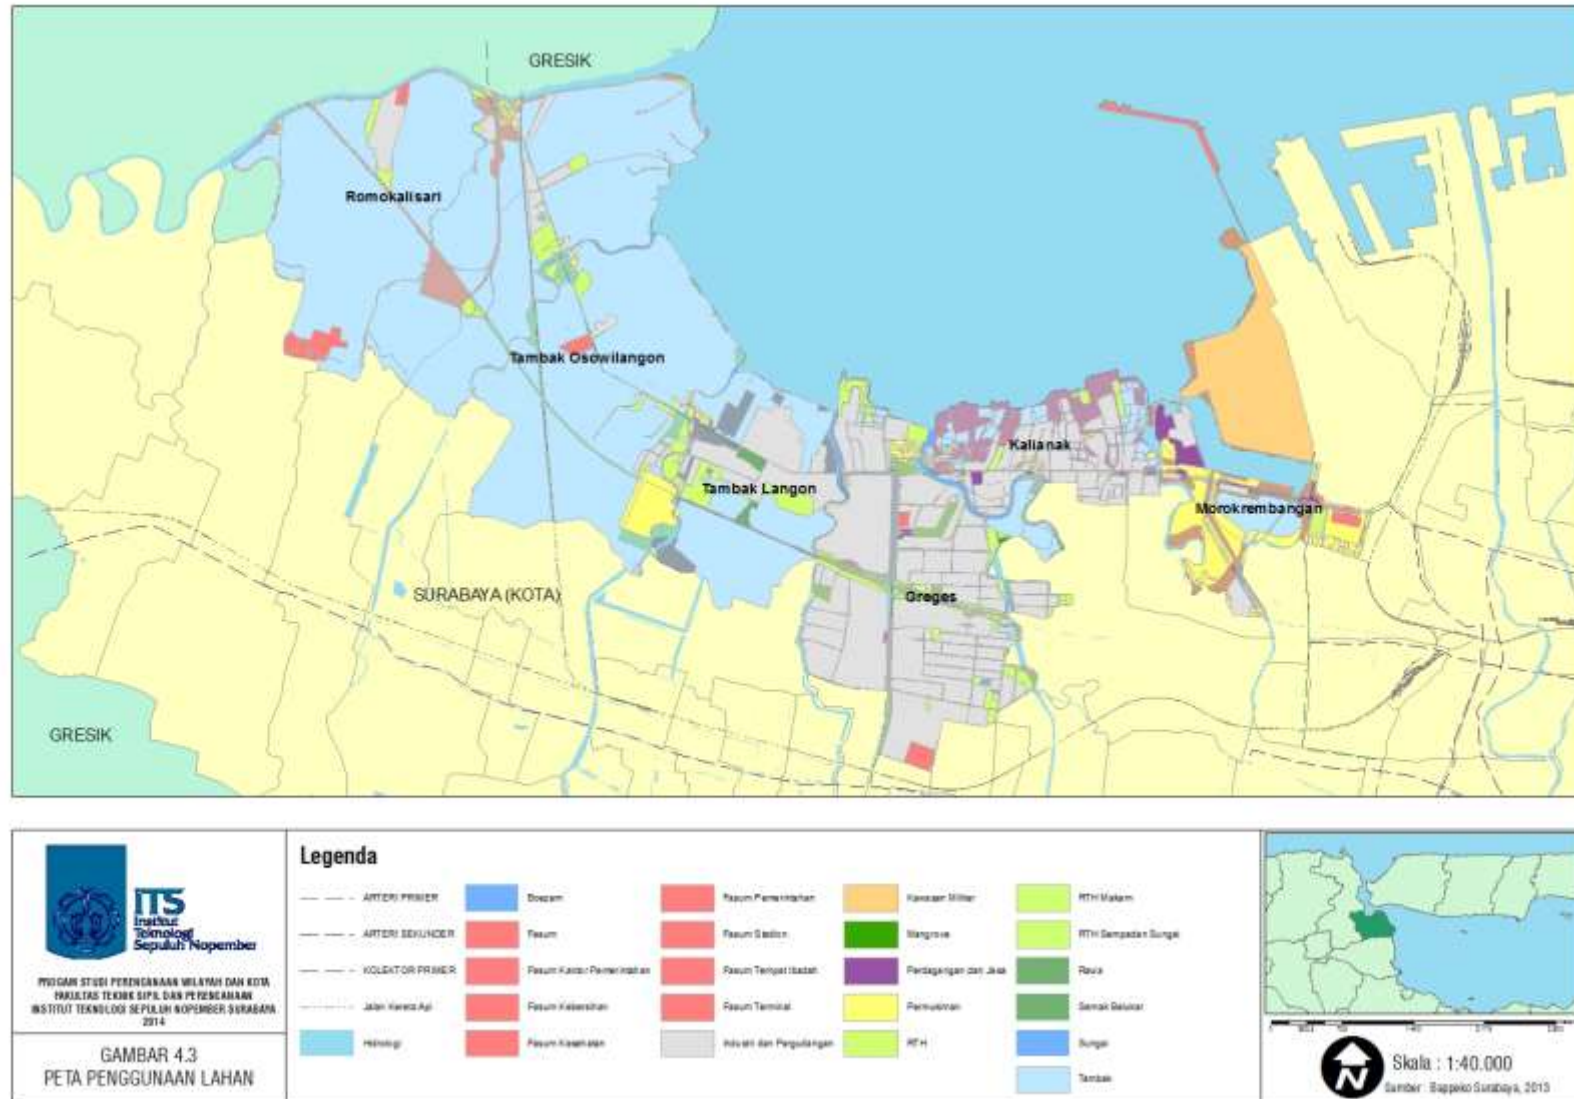 GRESIK
Romokalisari
Tambak Osowilangon
Kalianak
Tambak Langon
Morokrembangan
SURABAYA (KOTA)
Greges
GRESIK
ITS
Institut
Teknologi
Sepuluh Nopember
PROGAM STUDI PERENCANAAN WILAYAH DAN KOTA
FAKULTAS TEKNIK SIPIL DAN PERENCANAAN
INSTITUT TEKNOLOGI SEPULUH NOPEMBER SURABAYA
2014
GAMBAR 4.3
PETA PENGGUNAAN LAHAN
Legenda
ARTERI PRIMER
ARTERI SEKUNDER
KOLEKTOR PRIMER
Jalan Kereta Api
Hidrologi
Boezem
Fasum
Fasum Kantor Pemerintahan
Fasum Kebersihan
Fasum Kesehatan
Fasum Pemerintahan
Fasum Stadion
Fasum Tempat Ibadah
Fasum Terminal
Industri dan Pergudangan
Kawasan Militer
Mangrove
Perdagangan dan Jasa
Permukiman
RTH
RTH Makam
RTH Sempadan Sungai
Rawa
Semak Belukar
Sungai
Tambak
N
Skala : 1:40.000
Sumber : Bappeko Surabaya, 2013